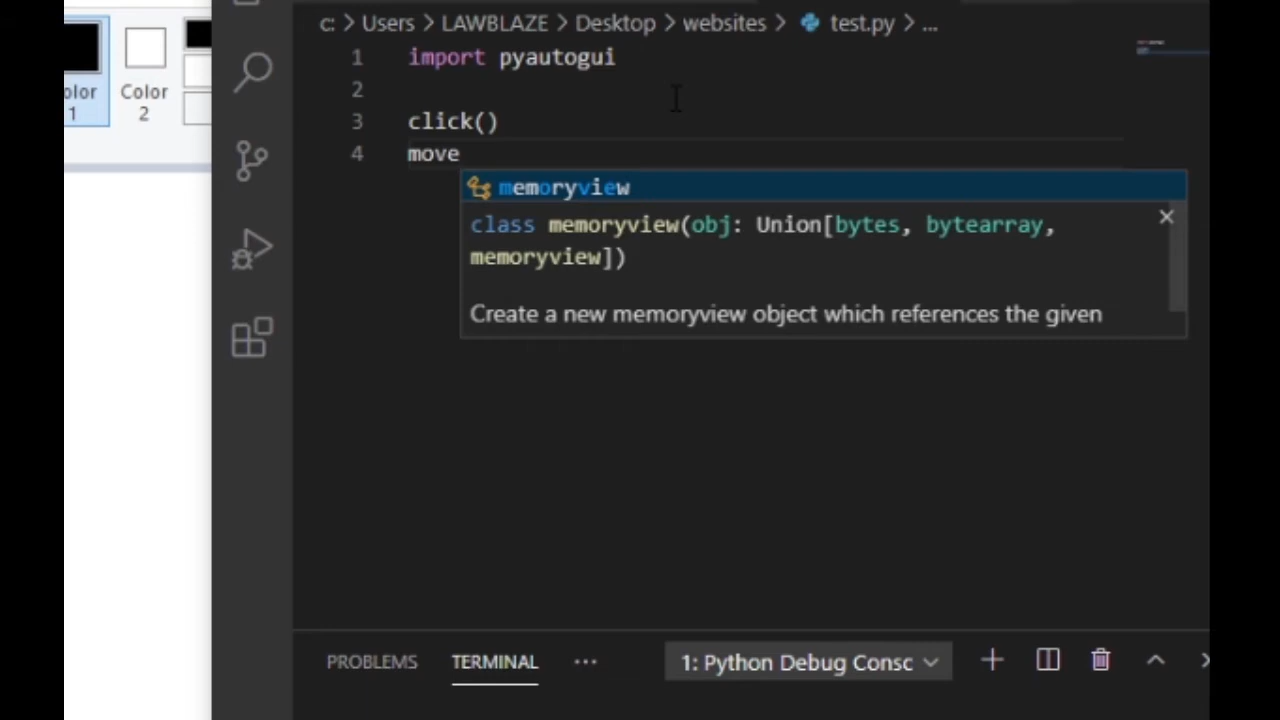 olor
1
Color
2
c: > Users > LAWBLAZE > Desktop > websites > test.py > ...
1 import pyautogui
2
3 click()
4 move
memoryview
class memoryview(obj: Union[bytes, bytearray,
memoryview])
Create a new memoryview object which references the given
PROBLEMS TERMINAL ... 1: Python Debug Consc